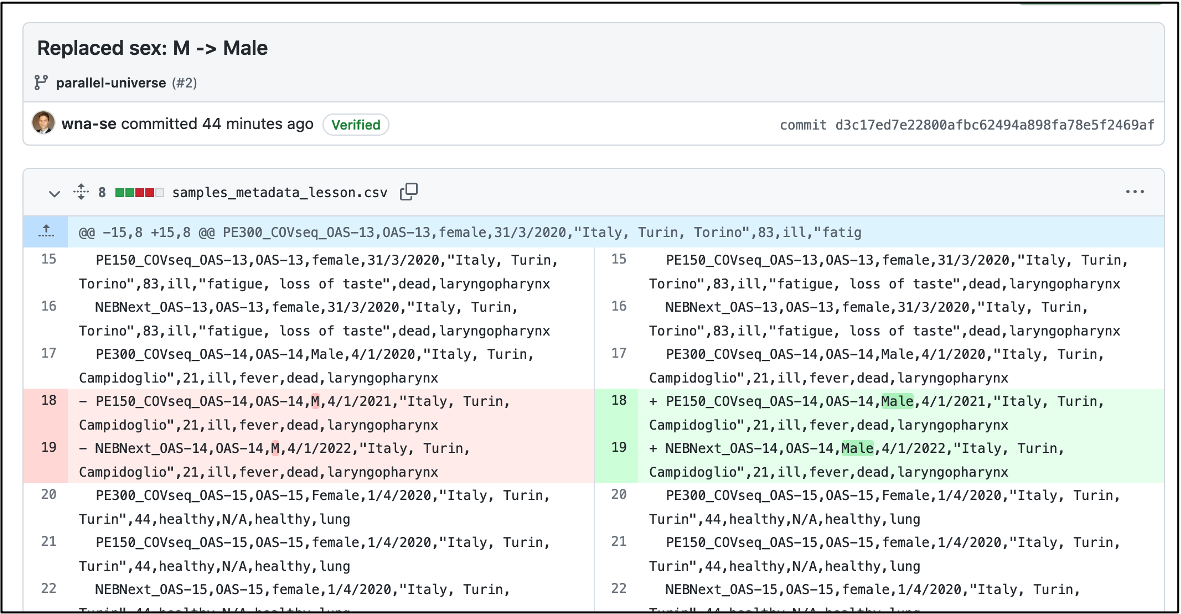 Replaced sex: M -> Male
parallel-universe (#2)
wna-se committed 44 minutes ago Verified commit d3c17ed7e22800afbc62494a898fa78e5f2469af
8 samples_metadata_lesson.csv
@@ -15,8 +15,8 @@ PE300_COVseq_OAS-13,OAS-13,female,31/3/2020,"Italy, Turin, Torino",83,ill,"fatig
15 PE150_COVseq_OAS-13,OAS-13,female,31/3/2020,"Italy, Turin,
Torino",83,ill,"fatigue, loss of taste",dead,laryngopharynx
16 NEBNext_OAS-13,OAS-13,female,31/3/2020,"Italy, Turin,
Torino",83,ill,"fatigue, loss of taste",dead,laryngopharynx
17 PE300_COVseq_OAS-14,OAS-14,Male,4/1/2020,"Italy, Turin,
Campidoglio",21,ill,fever,dead,laryngopharynx
18 - PE150_COVseq_OAS-14,OAS-14,M,4/1/2021,"Italy, Turin,
Campidoglio",21,ill,fever,dead,laryngopharynx
19 - NEBNext_OAS-14,OAS-14,M,4/1/2022,"Italy, Turin,
Campidoglio",21,ill,fever,dead,laryngopharynx
20 PE300_COVseq_OAS-15,OAS-15,Female,1/4/2020,"Italy, Turin,
Turin",44,healthy,N/A,healthy,lung
21 PE150_COVseq_OAS-15,OAS-15,female,1/4/2020,"Italy, Turin,
Turin",44,healthy,N/A,healthy,lung
22 NEBNext_OAS-15,OAS-15,female,1/4/2020,"Italy, Turin,
Turin",44,healthy,N/A,healthy,lung
15 PE150_COVseq_OAS-13,OAS-13,female,31/3/2020,"Italy, Turin,
Torino",83,ill,"fatigue, loss of taste",dead,laryngopharynx
16 NEBNext_OAS-13,OAS-13,female,31/3/2020,"Italy, Turin,
Torino",83,ill,"fatigue, loss of taste",dead,laryngopharynx
17 PE300_COVseq_OAS-14,OAS-14,Male,4/1/2020,"Italy, Turin,
Campidoglio",21,ill,fever,dead,laryngopharynx
18 + PE150_COVseq_OAS-14,OAS-14,Male,4/1/2021,"Italy, Turin,
Campidoglio",21,ill,fever,dead,laryngopharynx
19 + NEBNext_OAS-14,OAS-14,Male,4/1/2022,"Italy, Turin,
Campidoglio",21,ill,fever,dead,laryngopharynx
20 PE300_COVseq_OAS-15,OAS-15,Female,1/4/2020,"Italy, Turin,
Turin",44,healthy,N/A,healthy,lung
21 PE150_COVseq_OAS-15,OAS-15,female,1/4/2020,"Italy, Turin,
Turin",44,healthy,N/A,healthy,lung
22 NEBNext_OAS-15,OAS-15,female,1/4/2020,"Italy, Turin,
Turin",44,healthy,N/A,healthy,lung